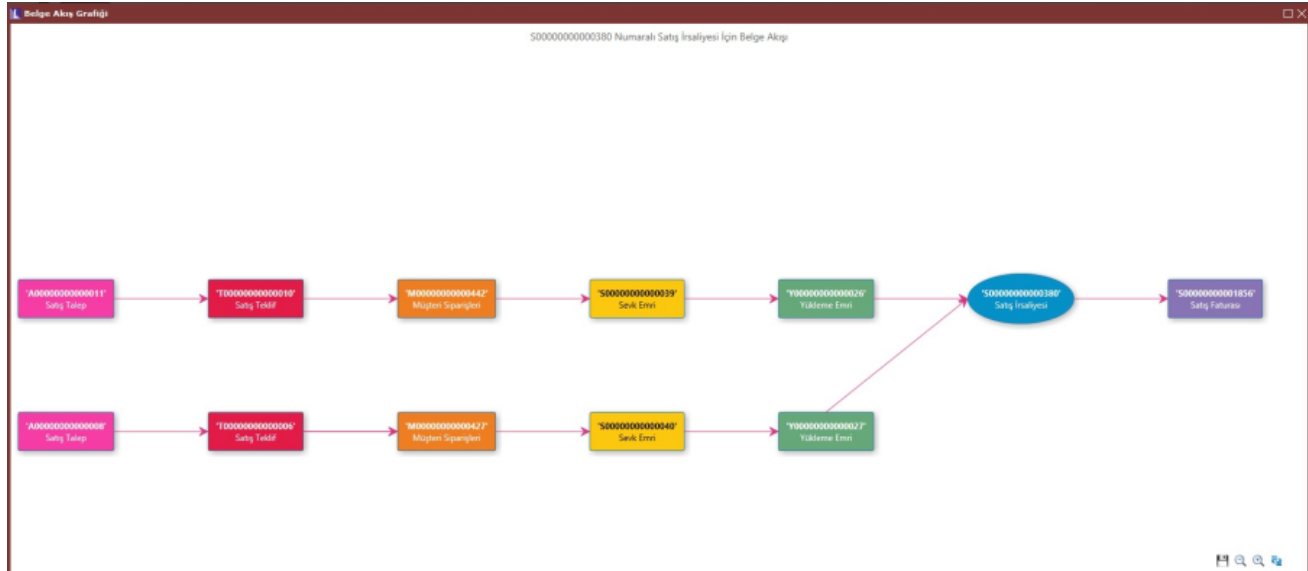 Belge Akış Grafiği
S00000000000380 Numaralı Satış İrsaliyesi İçin Belge Akışı
'A00000000000011'
Satış Talep
'T00000000000010'
Satış Teklif
'M0000000000442'
Müşteri Siparişleri
'S00000000000039'
Sevk Emri
'Y00000000000026'
Yükleme Emri
'S00000000000380'
Satış İrsaliyesi
'S00000000001856'
Satış Faturası
'A00000000000008'
Satış Talep
'T00000000000006'
Satış Teklif
'M0000000000427'
Müşteri Siparişleri
'S00000000000040'
Sevk Emri
'Y00000000000027'
Yükleme Emri